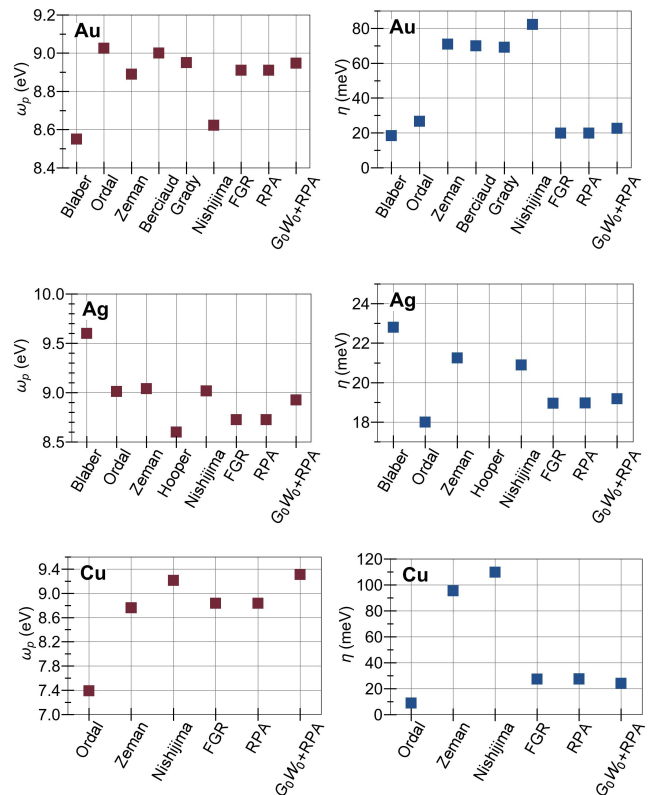 Au
ω_p (eV)
9.2
9.0
8.8
8.6
8.4
Blaber
Ordal
Zeman
Berciaud
Grady
Nishijima
FGR
RPA
G₀W₀+RPA
Au
η (meV)
80
60
40
20
0
Blaber
Ordal
Zeman
Berciaud
Grady
Nishijima
FGR
RPA
G₀W₀+RPA
Ag
ω_p (eV)
10.0
9.5
9.0
8.5
Blaber
Ordal
Zeman
Hooper
Nishijima
FGR
RPA
G₀W₀+RPA
Ag
η (meV)
24
22
20
18
Blaber
Ordal
Zeman
Hooper
Nishijima
FGR
RPA
G₀W₀+RPA
Cu
ω_p (eV)
9.4
9.0
8.6
8.2
7.8
7.4
7.0
Ordal
Zeman
Nishijima
FGR
RPA
G₀W₀+RPA
Cu
η (meV)
120
100
80
60
40
20
0
Ordal
Zeman
Nishijima
FGR
RPA
G₀W₀+RPA